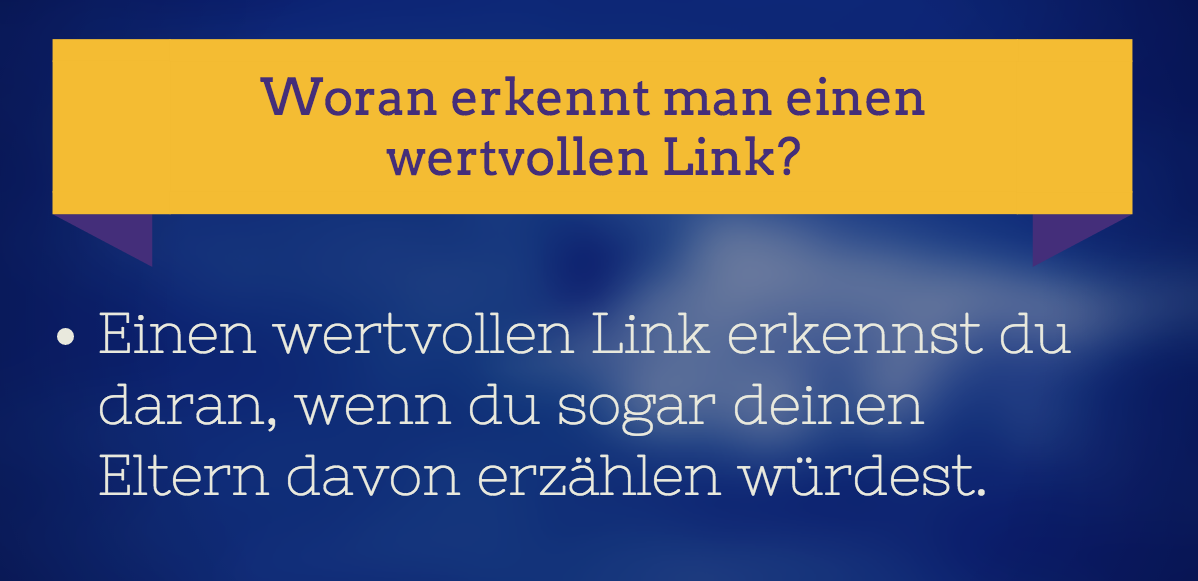 Woran erkennt man einen
wertvollen Link?
• Einen wertvollen Link erkennst du
daran, wenn du sogar deinen
Eltern davon erzählen würdest.